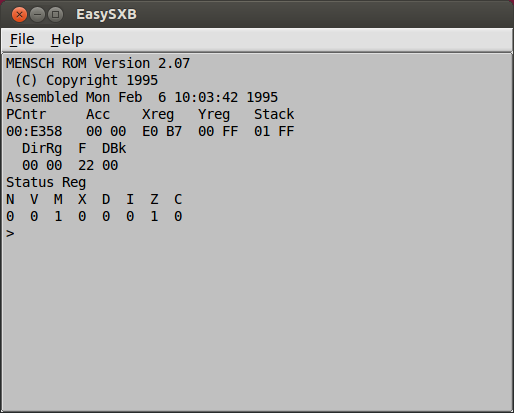 EasySXB
File Help
MENSCH ROM Version 2.07
(C) Copyright 1995
Assembled Mon Feb  6 10:03:42 1995
PCntr     Acc    Xreg   Yreg   Stack
00:E358   00 00  E0 B7  00 FF  01 FF
  DirRg  F  DBk
  00 00  22 00
Status Reg
N  V  M  X  D  I  Z  C
0  0  1  0  0  0  1  0
>